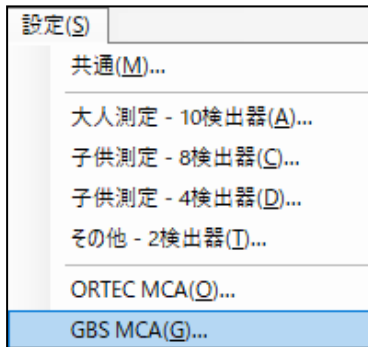 設定(S)
共通(M)...
大人測定 - 10検出器(A)...
子供測定 - 8検出器(C)...
子供測定 - 4検出器(D)...
その他 - 2検出器(T)...
ORTEC MCA(O)...
GBS MCA(G)...